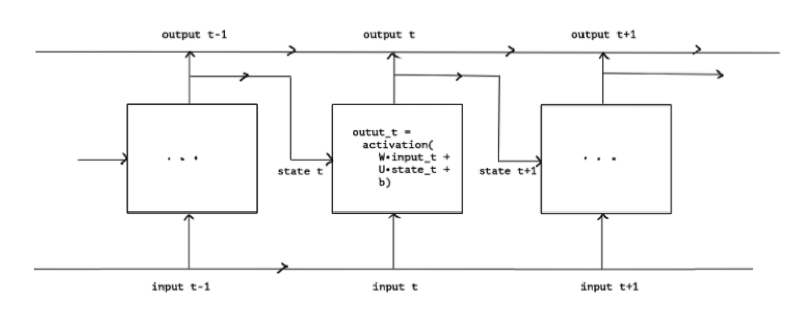 output t-1
output t
output t+1
. . .
outut_t =
activation(
W•input_t +
U•state_t +
b)
. . .
state t
state t+1
input t-1
input t
input t+1